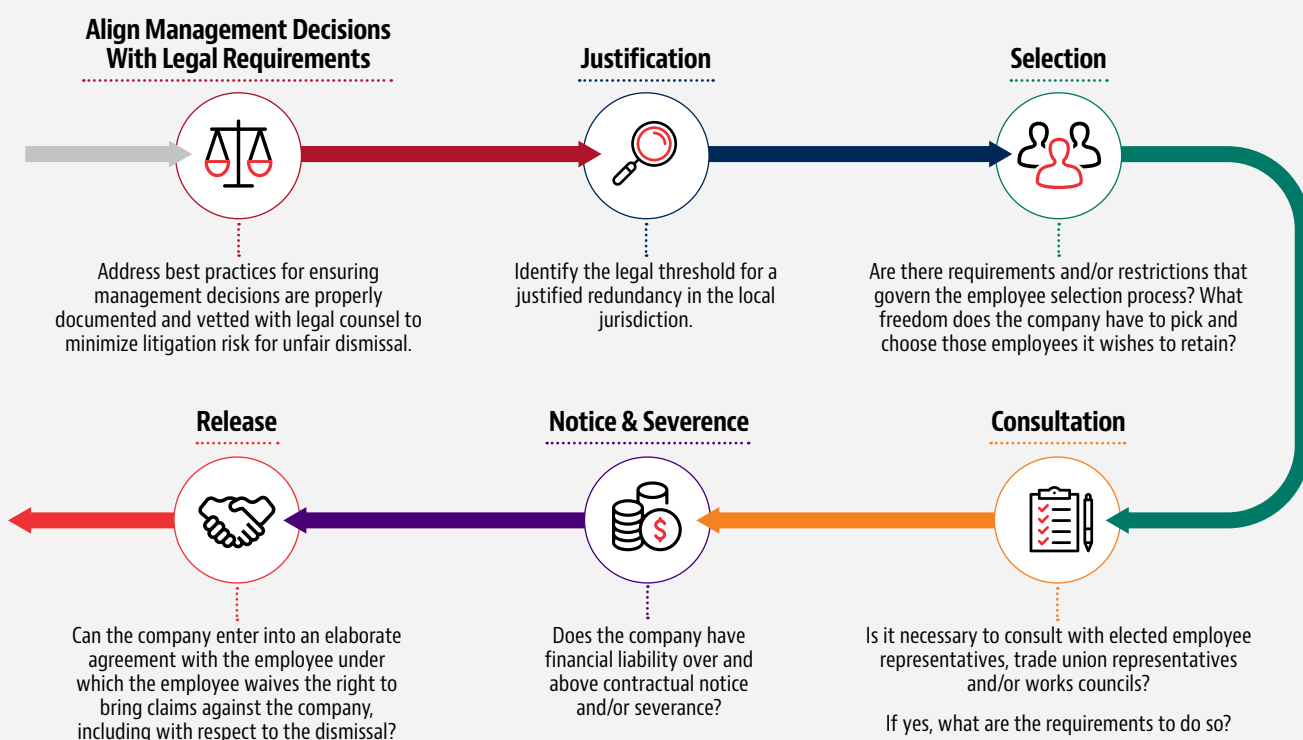 Align Management Decisions
With Legal Requirements
Address best practices for ensuring
management decisions are properly
documented and vetted with legal counsel to
minimize litigation risk for unfair dismissal.
Justification
Identify the legal threshold for a
justified redundancy in the local
jurisdiction.
Selection
Are there requirements and/or restrictions that
govern the employee selection process? What
freedom does the company have to pick and
choose those employees it wishes to retain?
Consultation
Is it necessary to consult with elected employee
representatives, trade union representatives
and/or works councils?
If yes, what are the requirements to do so?
Notice & Severence
$
Does the company have
financial liability over and
above contractual notice
and/or severance?
Release
Can the company enter into an elaborate
agreement with the employee under
which the employee waives the right to
bring claims against the company,
including with respect to the dismissal?